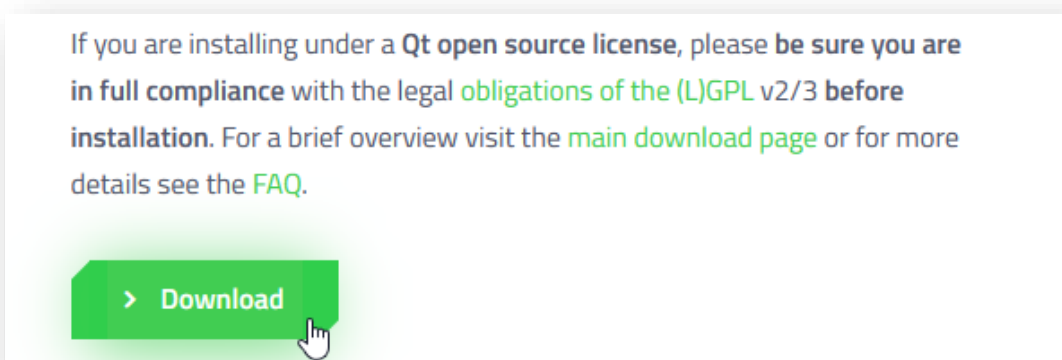 If you are installing under a Qt open source license, please be sure you are
in full compliance with the legal obligations of the (L)GPL v2/3 before
installation. For a brief overview visit the main download page or for more
details see the FAQ.
Download